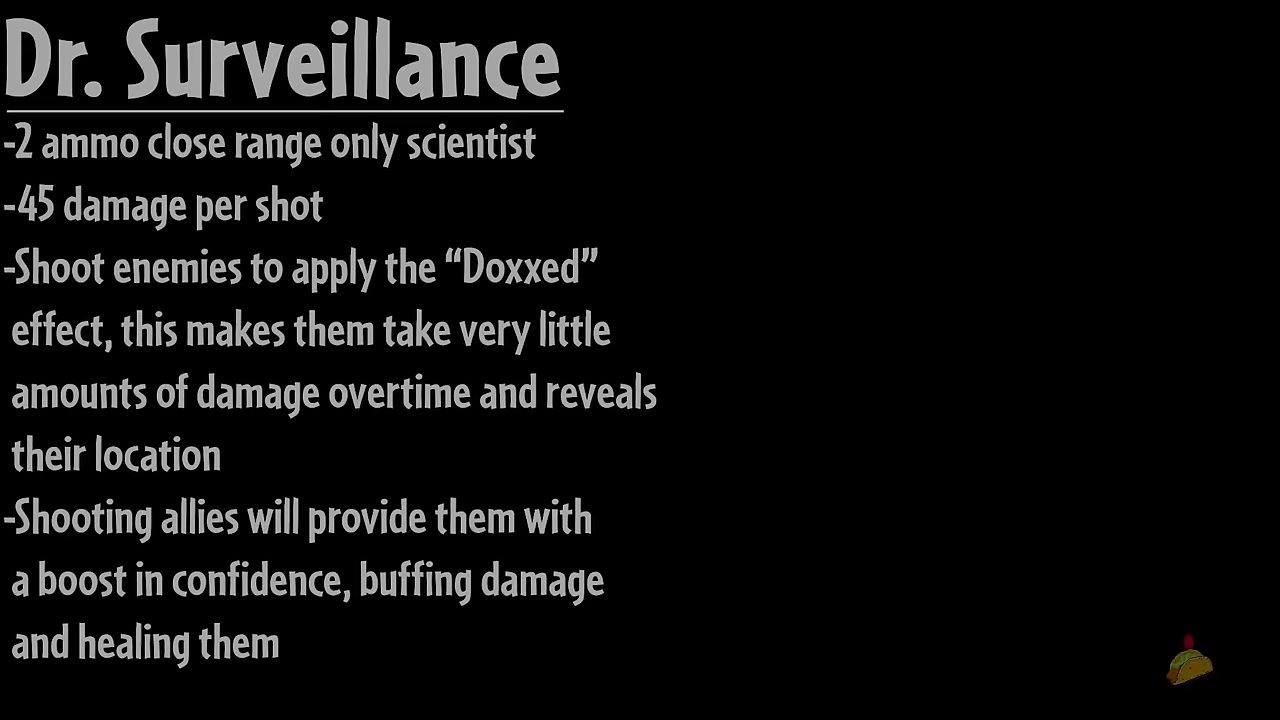 Dr. Surveillance
-2 ammo close range only scientist
-45 damage per shot
-Shoot enemies to apply the “Doxxed”
effect, this makes them take very little
amounts of damage overtime and reveals
their location
-Shooting allies will provide them with
a boost in confidence, buffing damage
and healing them